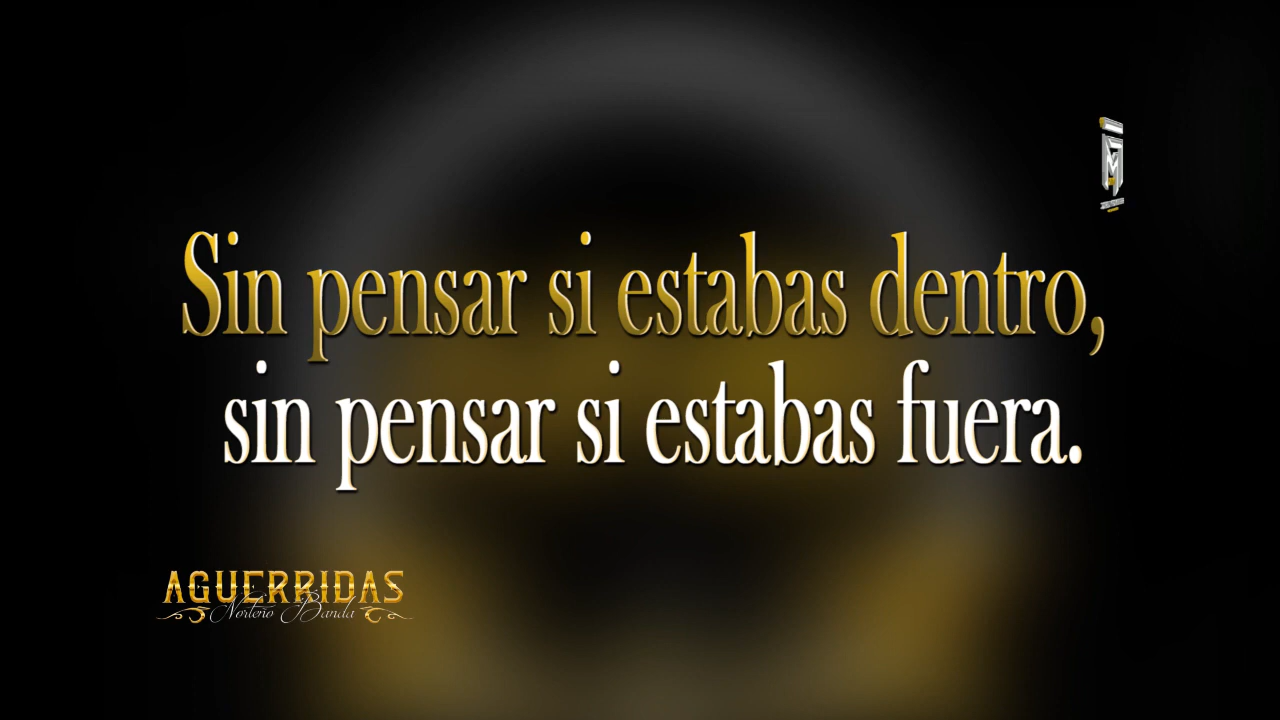 Sin pensar si estabas dentro,
sin pensar si estabas fuera.
AGUERRIDAS
Norteño Banda